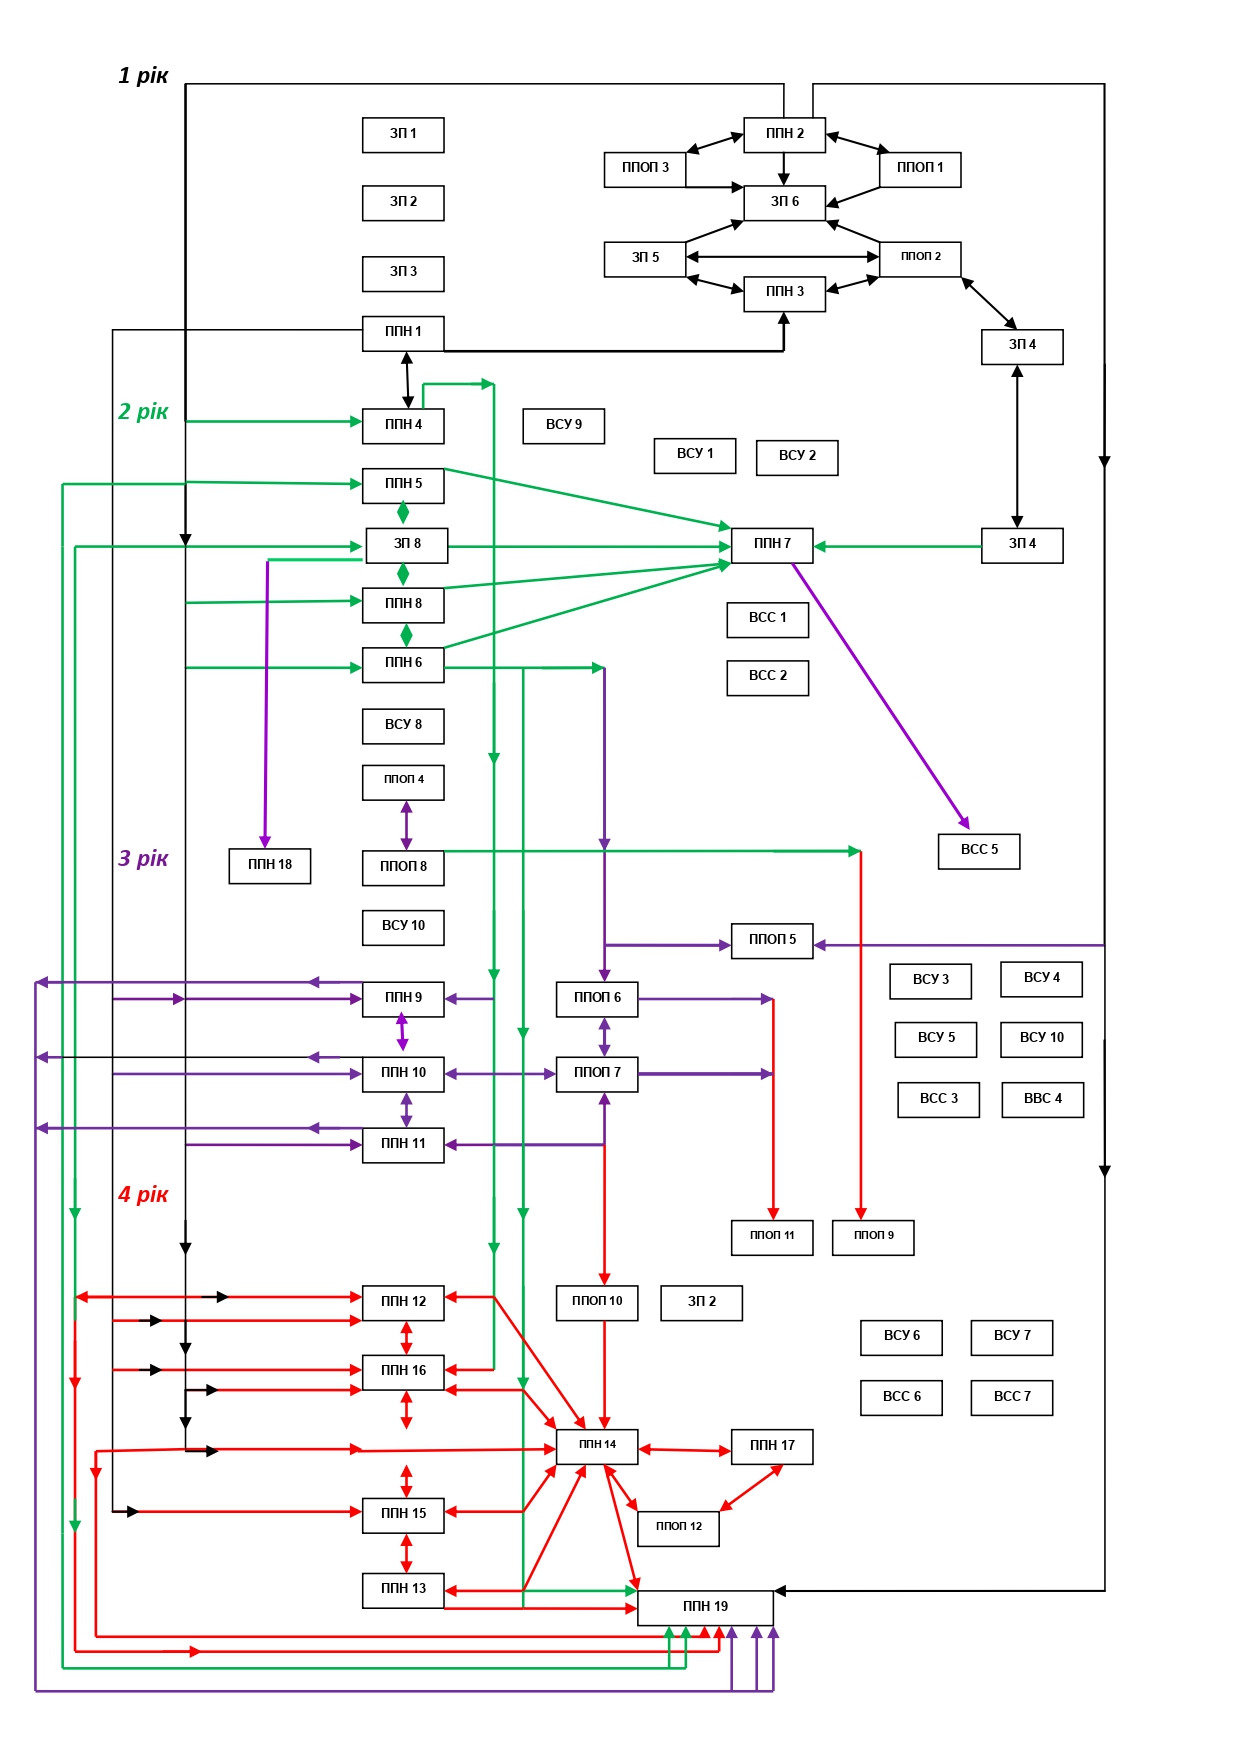 1 рік
ЗП 1
ППН 2
ППОП 3
ППОП 1
ЗП 2
ЗП 6
ЗП 3
ЗП 5
ППОП 2
ППН 3
ППН 1
ЗП 4
2 рік
ППН 4
ВСУ 9
ВСУ 1
ВСУ 2
ППН 5
ЗП 8
ППН 7
ЗП 4
ППН 8
ВСС 1
ППН 6
ВСС 2
ВСУ 8
ППОП 4
3 рік
ППН 18
ППОП 8
ВСС 5
ВСУ 10
ППОП 5
ППН 9
ППОП 6
ВСУ 3
ВСУ 4
ВСУ 5
ВСУ 10
ППН 10
ППОП 7
ВСС 3
ВВС 4
ППН 11
4 рік
ППОП 11
ППОП 9
ППН 12
ППОП 10
ЗП 2
ВСУ 6
ВСУ 7
ППН 16
ВСС 6
ВСС 7
ППН 14
ППН 17
ППН 15
ППОП 12
ППН 13
ППН 19